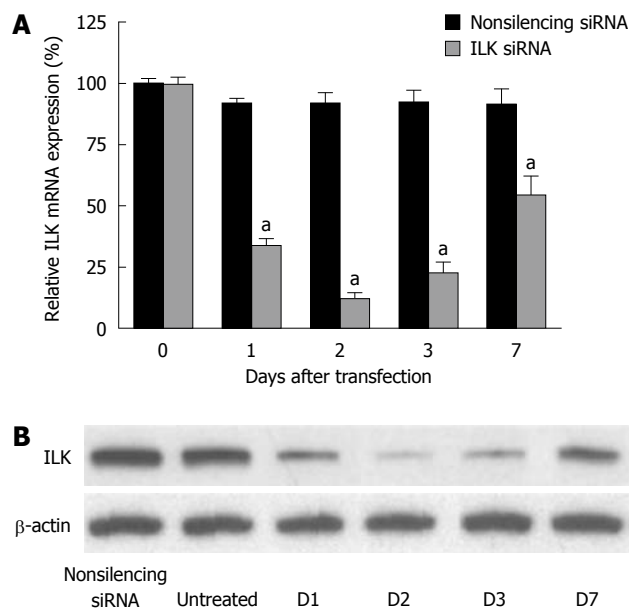 A
Relative ILK mRNA expression (%)
125
100
75
50
25
0
Nonsilencing siRNA
ILK siRNA
a
a
a
a
0 1 2 3 7
Days after transfection
B
ILK
β-actin
Nonsilencing
siRNA
Untreated D1 D2 D3 D7